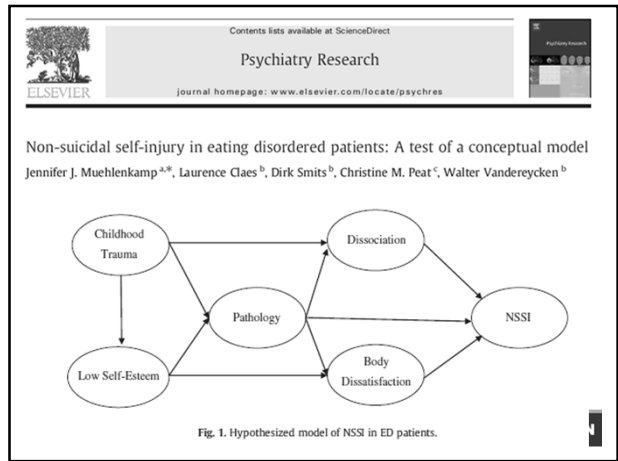 Contents lists available at ScienceDirect
Psychiatry Research
journal homepage: www.elsevier.com/locate/psychres
ELSEVIER
Psychiatry Research
Non-suicidal self-injury in eating disordered patients: A test of a conceptual model
Jennifer J. Muehlenkamp a,*, Laurence Claes b, Dirk Smits b, Christine M. Peat c, Walter Vandereycken b
Childhood
Trauma
Dissociation
Pathology
NSSI
Low Self-Esteem
Body
Dissatisfaction
Fig. 1. Hypothesized model of NSSI in ED patients.
N